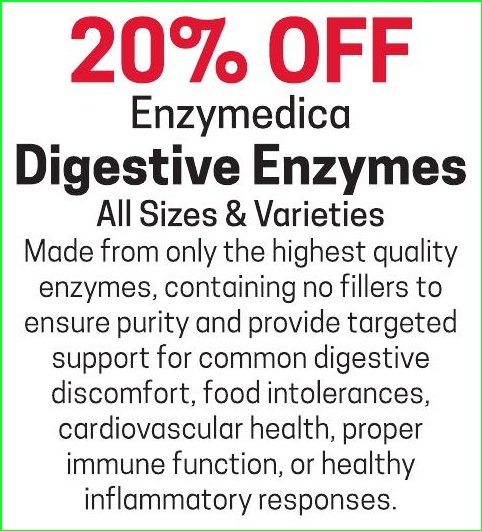 20% OFF
Enzymedica
Digestive Enzymes
All Sizes & Varieties
Made from only the highest quality
enzymes, containing no fillers to
ensure purity and provide targeted
support for common digestive
discomfort, food intolerances,
cardiovascular health, proper
immune function, or healthy
inflammatory responses.